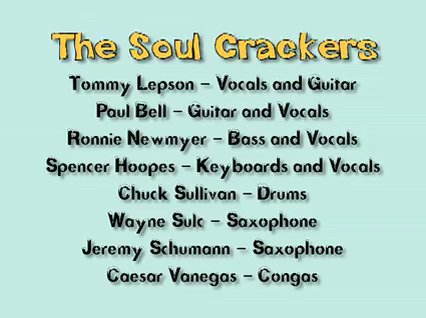 The Soul Crackers
Tommy Lepson – Vocals and Guitar
Paul Bell – Guitar and Vocals
Ronnie Newmyer – Bass and Vocals
Spencer Hoopes – Keyboards and Vocals
Chuck Sullivan – Drums
Wayne Sulc – Saxophone
Jeremy Schumann – Saxophone
Caesar Vanegas – Congas